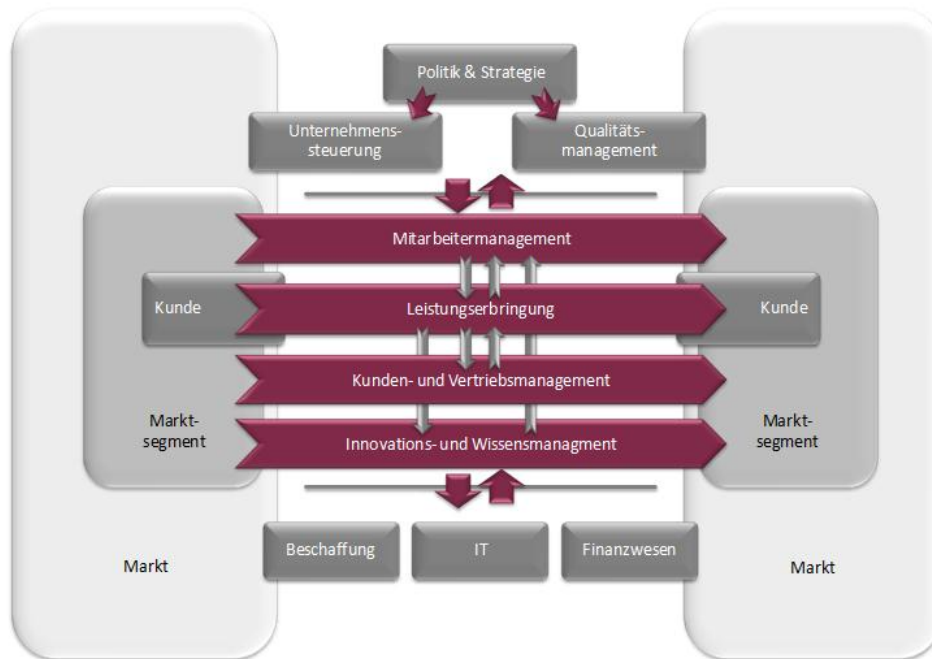 Politik & Strategie
Unternehmens-
steuerung
Qualitäts-
management
Mitarbeitermanagement
Kunde
Leistungserbringung
Kunde
Kunden- und Vertriebsmanagement
Markt-
segment
Markt-
segment
Innovations- und Wissensmanagment
Beschaffung
IT
Finanzwesen
Markt
Markt